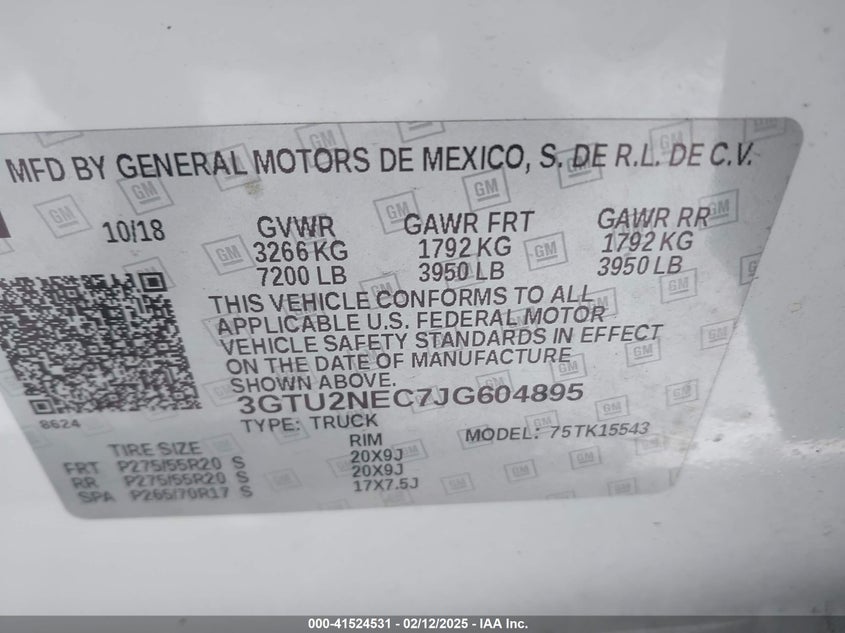 MFD BY GENERAL MOTORS DE MEXICO, S. DE R.L. DE C.V.
10/18 GVWR GAWR FRT GAWR RR
3266 KG 1792 KG 1792 KG
7200 LB 3950 LB 3950 LB
THIS VEHICLE CONFORMS TO ALL
APPLICABLE U.S. FEDERAL MOTOR
VEHICLE SAFETY STANDARDS IN EFFECT
ON THE DATE OF MANUFACTURE
SHOWN ABOVE.
3GTU2NEC7JG604895
8624
TYPE: TRUCK MODEL: 75TK15543
TIRE SIZE RIM
FRT P275/55R20 S 20X9J
RR P275/55R20 S 20X9J
SPA P265/70R17 S 17X7.5J
GM
000-41524531 - 02/12/2025 - IAA Inc.